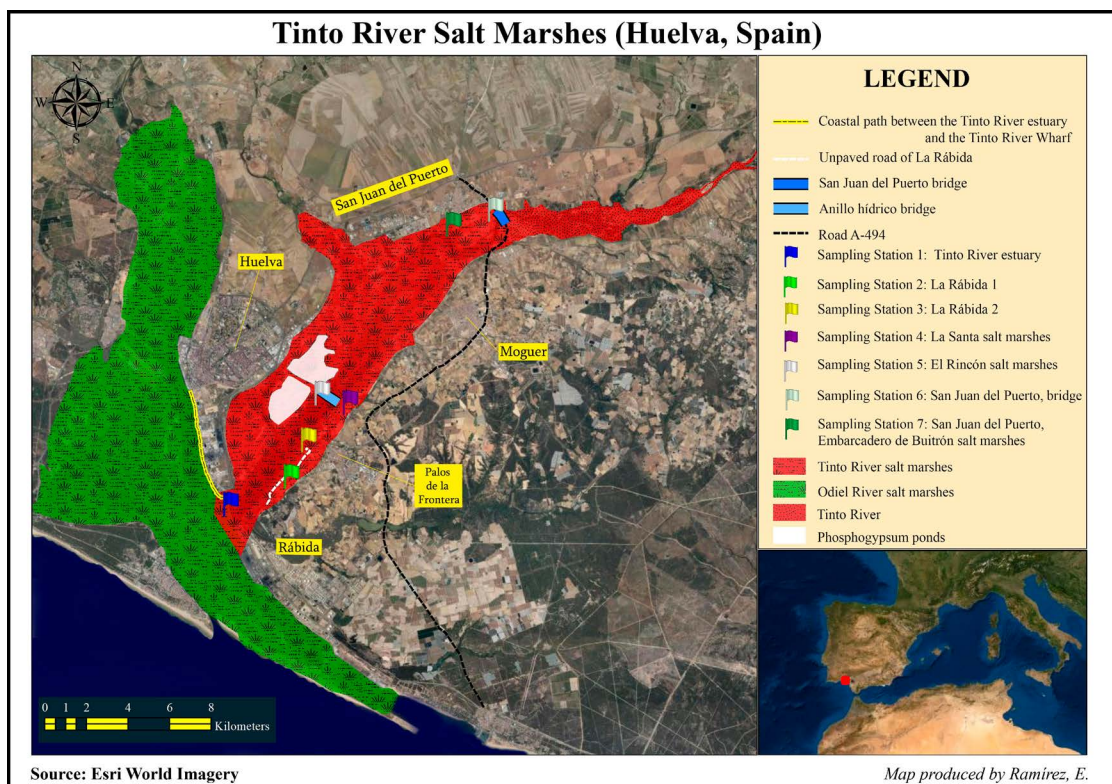 Tinto River Salt Marshes (Huelva, Spain)
N
W
E
S
San Juan del Puerto
Huelva
Moguer
Palos
de la
Frontera
Rábida
0 1 2 4 6 8
Kilometers
LEGEND
Coastal path between the Tinto River estuary
and the Tinto River Wharf
Unpaved road of La Rábida
San Juan del Puerto bridge
Anillo hídrico bridge
Road A-494
Sampling Station 1: Tinto River estuary
Sampling Station 2: La Rábida 1
Sampling Station 3: La Rábida 2
Sampling Station 4: La Santa salt marshes
Sampling Station 5: El Rincón salt marshes
Sampling Station 6: San Juan del Puerto, bridge
Sampling Station 7: San Juan del Puerto,
Embarcadero de Buitrón salt marshes
Tinto River salt marshes
Odiel River salt marshes
Tinto River
Phosphogypsum ponds
Source: Esri World Imagery
Map produced by Ramírez, E.